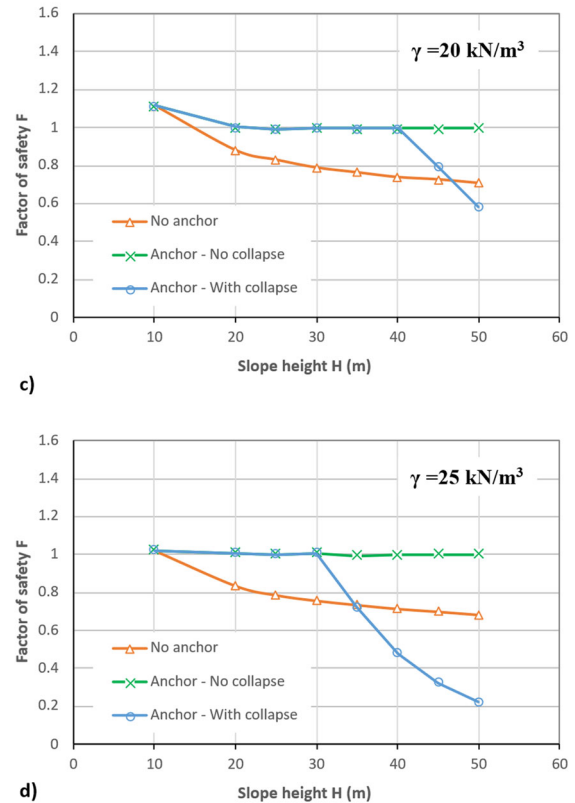 1.6
γ =20 kN/m³
1.4
1.2
1
0.8
0.6
0.4
0.2
0
Factor of safety F
No anchor
Anchor - No collapse
Anchor - With collapse
0 10 20 30 40 50 60
Slope height H (m)
c)
1.6
γ =25 kN/m³
1.4
1.2
1
0.8
0.6
0.4
0.2
0
Factor of safety F
No anchor
Anchor - No collapse
Anchor - With collapse
0 10 20 30 40 50 60
Slope height H (m)
d)